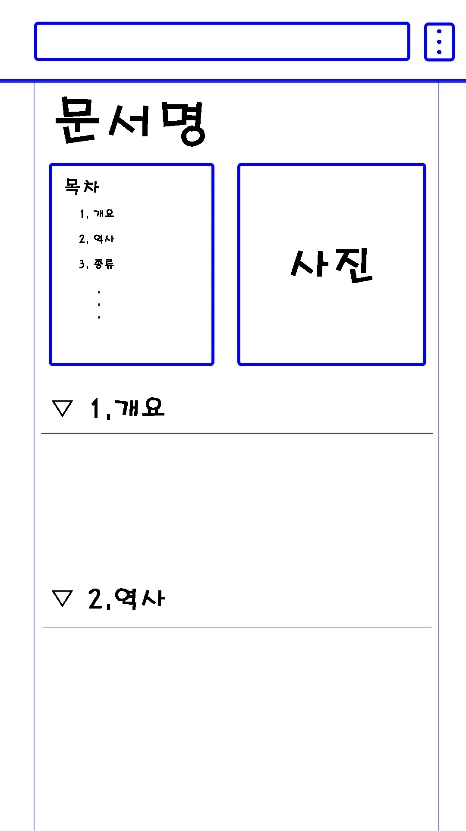 문서명
목차
1. 개요
2. 역사
3. 종류
사진
▽ 1.개요
▽ 2.역사